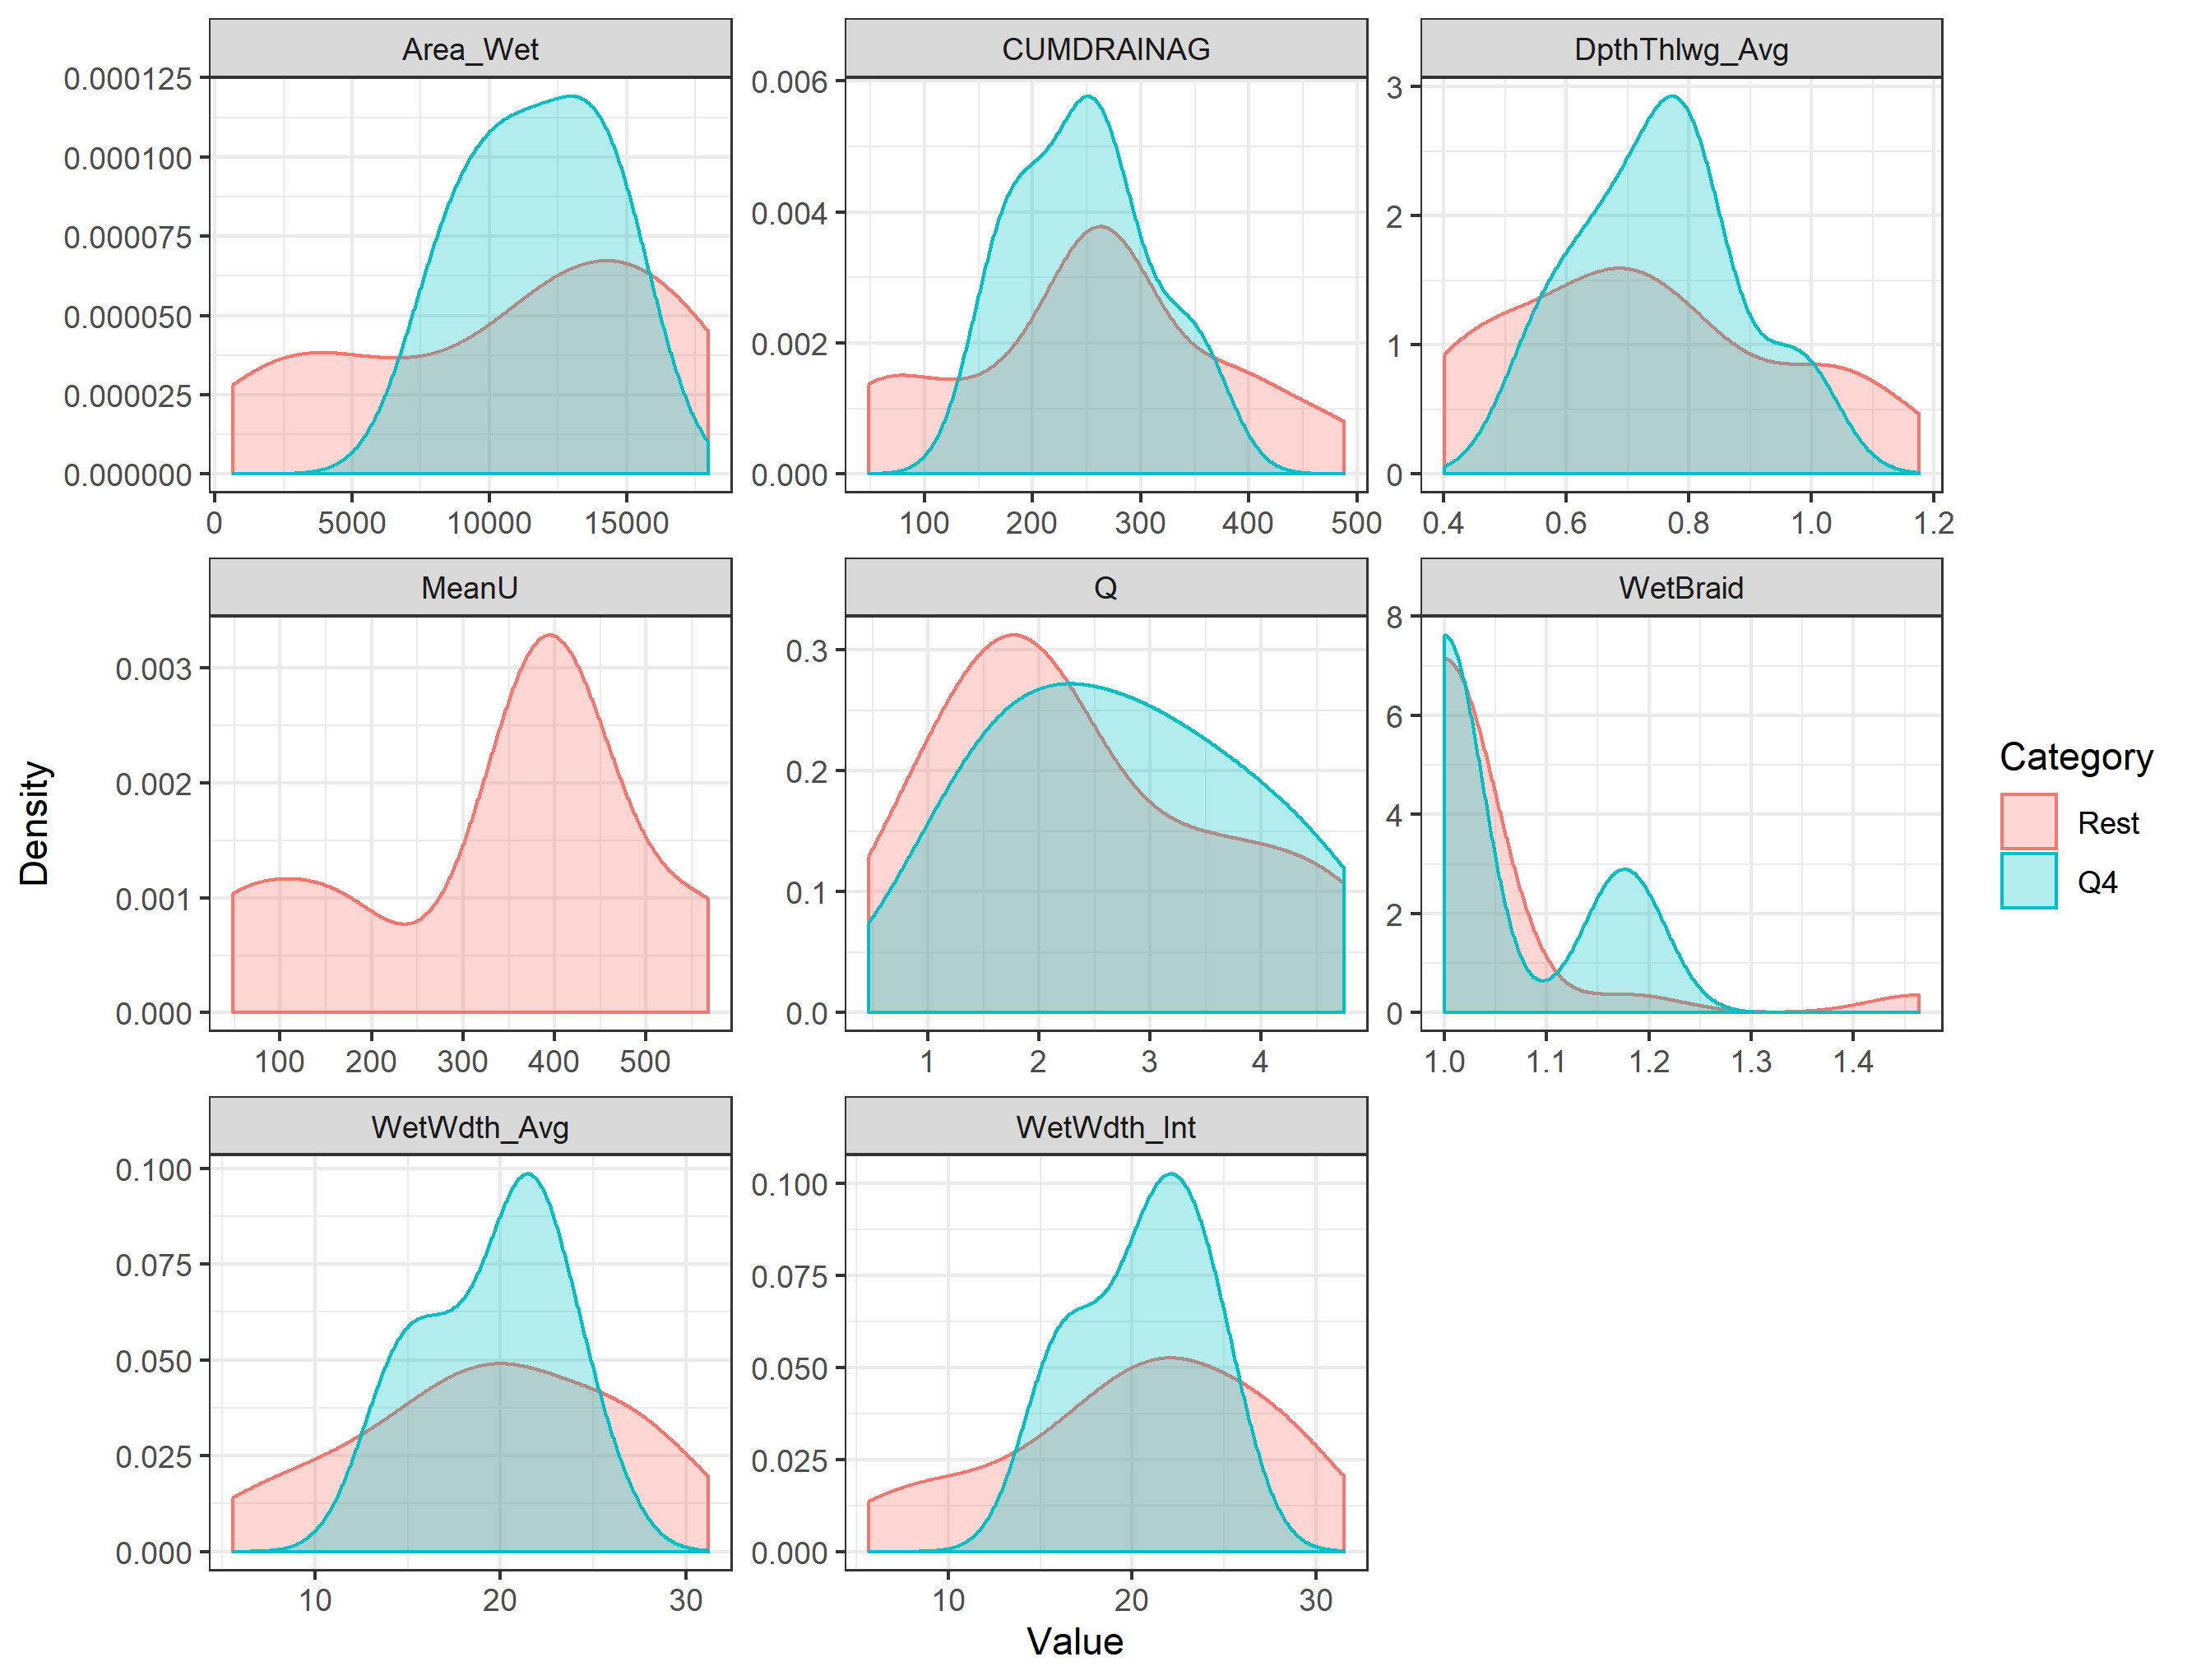 Area_Wet CUMDRAINAG DpthThlwg_Avg
0.000125 0.006 3
0.000100
0.000075 0.004 2
0.000050 0.002 1
0.000025
0.000000 0.000 0
0 5000 10000 15000 100 200 300 400 500 0.4 0.6 0.8 1.0 1.2
MeanU Q WetBraid
0.003 0.3 8
0.002 0.2 6
0.001 0.1 4
0.000 0.0 2
0
100 200 300 400 500 1 2 3 4 1.0 1.1 1.2 1.3 1.4
WetWdth_Avg WetWdth_Int
0.100 0.100
0.075 0.075
0.050 0.050
0.025 0.025
0.000 0.000
10 20 30 10 20 30
Density
Value
Category
Rest
Q4